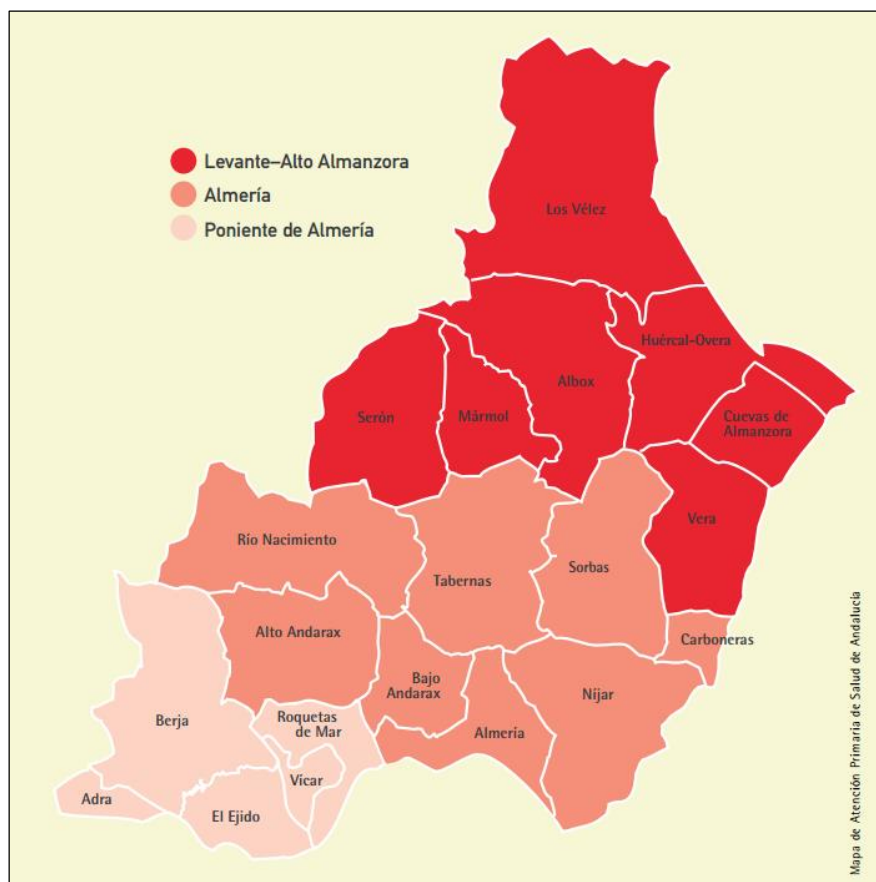 Levante–Alto Almanzora
Almería
Poniente de Almería
Los Vélez
Huércal-Overa
Albox
Serón
Mármol
Cuevas de
Almanzora
Vera
Río Nacimiento
Tabernas
Sorbas
Alto Andarax
Carboneras
Bajo
Andarax
Níjar
Berja
Roquetas
de Mar
Almería
Vícar
Adra
El Ejido
Mapa de Atención Primaria de Salud de Andalucía